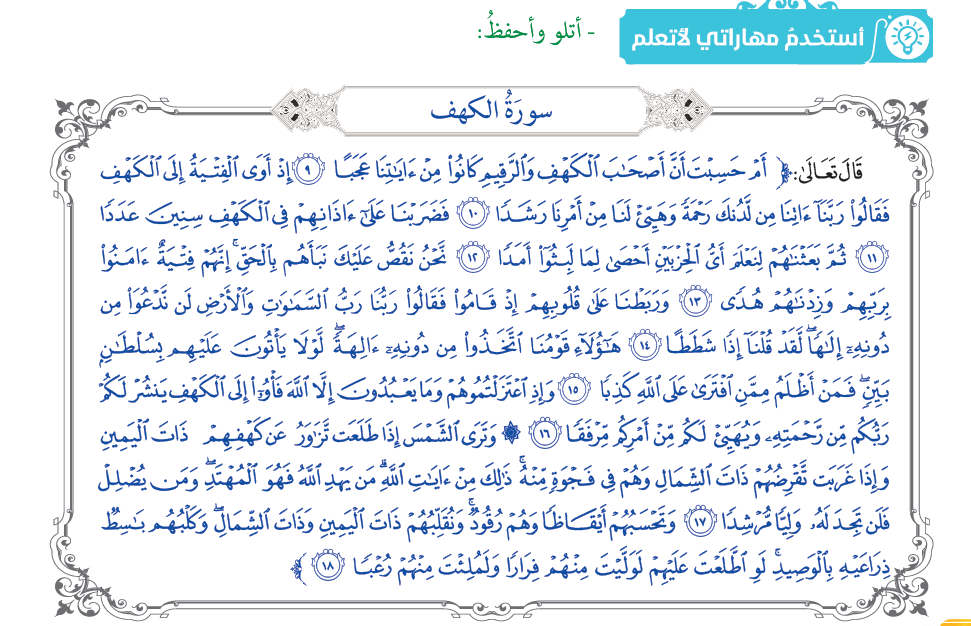 أستخدمُ مهاراتي لأتعلم
- أتلو وأحفظُ:
سورَةُ الكهف
قَالَ تَعَالَىٰ: ﴿ أَمْ حَسِبْتَ أَنَّ أَصْحَٰبَ ٱلْكَهْفِ وَٱلرَّقِيمِ كَانُوا۟ مِنْ ءَايَٰتِنَا عَجَبًا ٩ إِذْ أَوَى ٱلْفِتْيَةُ إِلَى ٱلْكَهْفِ
فَقَالُوا۟ رَبَّنَآ ءَاتِنَا مِن لَّدُنكَ رَحْمَةً وَهَيِّئْ لَنَا مِنْ أَمْرِنَا رَشَدًا ١٠ فَضَرَبْنَا عَلَىٰٓ ءَاذَانِهِمْ فِى ٱلْكَهْفِ سِنِينَ عَدَدًا
١١ ثُمَّ بَعَثْنَٰهُمْ لِنَعْلَمَ أَىُّ ٱلْحِزْبَيْنِ أَحْصَىٰ لِمَا لَبِثُوٓا۟ أَمَدًا ١٢ نَّحْنُ نَقُصُّ عَلَيْكَ نَبَأَهُم بِٱلْحَقِّ ۚ إِنَّهُمْ فِتْيَةٌ ءَامَنُوا۟
بِرَبِّهِمْ وَزِدْنَٰهُمْ هُدًى ١٣ وَرَبَطْنَا عَلَىٰ قُلُوبِهِمْ إِذْ قَامُوا۟ فَقَالُوا۟ رَبُّنَا رَبُّ ٱلسَّمَٰوَٰتِ وَٱلْأَرْضِ لَن نَّدْعُوَا۟ مِن
دُونِهِۦٓ إِلَٰهًا ۖ لَّقَدْ قُلْنَآ إِذًا شَطَطًا ١٤ هَٰٓؤُلَآءِ قَوْمُنَا ٱتَّخَذُوا۟ مِن دُونِهِۦٓ ءَالِهَةً ۖ لَّوْلَا يَأْتُونَ عَلَيْهِم بِسُلْطَٰنٍۭ
بَيِّنٍ ۖ فَمَنْ أَظْلَمُ مِمَّنِ ٱفْتَرَىٰ عَلَى ٱللَّهِ كَذِبًا ١٥ وَإِذِ ٱعْتَزَلْتُمُوهُمْ وَمَا يَعْبُدُونَ إِلَّا ٱللَّهَ فَأْوُۥٓا۟ إِلَى ٱلْكَهْفِ يَنشُرْ لَكُمْ
رَبُّكُم مِّن رَّحْمَتِهِۦ وَيُهَيِّئْ لَكُم مِّنْ أَمْرِكُم مِّرْفَقًا ١٦ ۞ وَتَرَى ٱلشَّمْسَ إِذَا طَلَعَت تَّزَٰوَرُ عَن كَهْفِهِمْ ذَاتَ ٱلْيَمِينِ
وَإِذَا غَرَبَت تَّقْرِضُهُمْ ذَاتَ ٱلشِّمَالِ وَهُمْ فِى فَجْوَةٍ مِّنْهُ ۚ ذَٰلِكَ مِنْ ءَايَٰتِ ٱللَّهِ ۗ مَن يَهْدِ ٱللَّهُ فَهُوَ ٱلْمُهْتَدِ ۖ وَمَن يُضْلِلْ
فَلَن تَجِدَ لَهُۥ وَلِيًّا مُّرْشِدًا ١٧ وَتَحْسَبُهُمْ أَيْقَاظًا وَهُمْ رُقُودٌ ۚ وَنُقَلِّبُهُمْ ذَاتَ ٱلْيَمِينِ وَذَاتَ ٱلشِّمَالِ ۖ وَكَلْبُهُم بَٰسِطٌ
ذِرَاعَيْهِ بِٱلْوَصِيدِ ۚ لَوِ ٱطَّلَعْتَ عَلَيْهِمْ لَوَلَّيْتَ مِنْهُمْ فِرَارًا وَلَمُلِئْتَ مِنْهُمْ رُعْبًا ١٨ ﴾